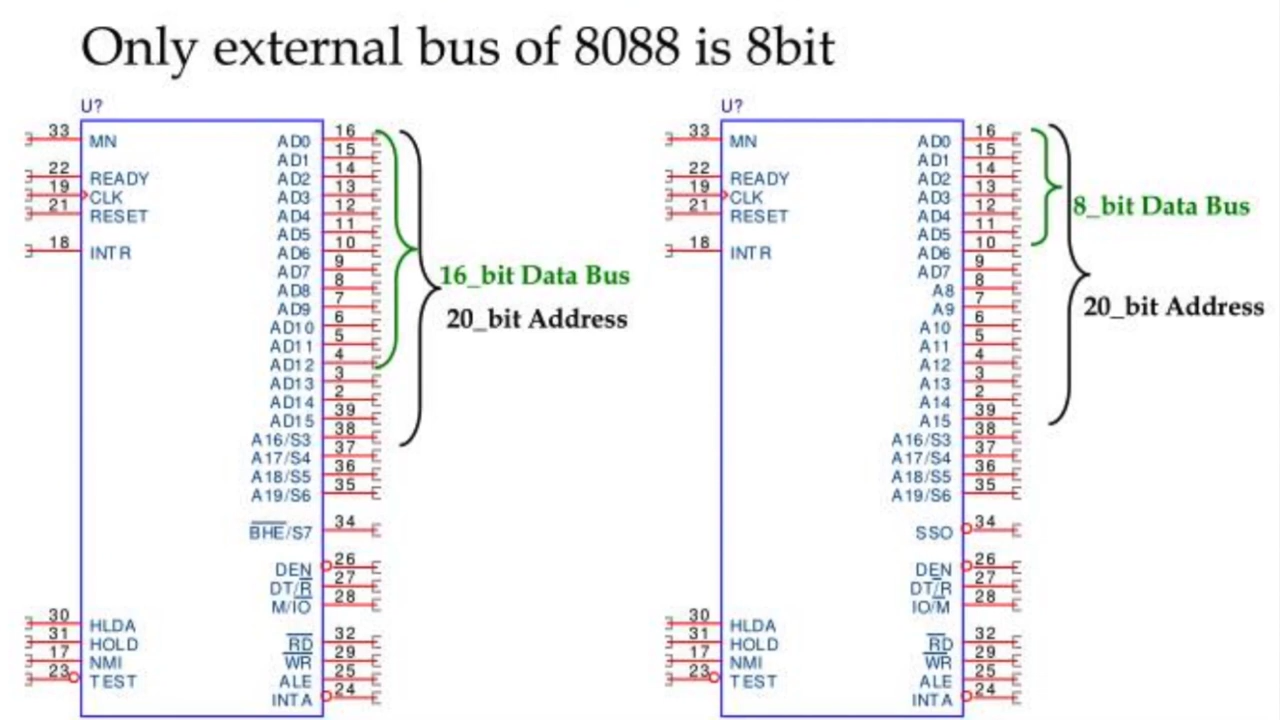 Only external bus of 8088 is 8bit
U?
33 MN
22 READY
19 CLK
21 RESET
18 INTR
30 HLDA
31 HOLD
17 NMI
23 TEST
AD0 16
AD1 15
AD2 14
AD3 13
AD4 12
AD5 11
AD6 10
AD7 9
AD8 8
AD9 7
AD10 6
AD11 5
AD12 4
AD13 3
AD14 2
AD15 39
A16/S3 38
A17/S4 37
A18/S5 36
A19/S6 35
BHE/S7 34
DEN 26
DT/R 27
M/IO 28
RD 32
WR 29
ALE 25
INTA 24
16_bit Data Bus
20_bit Address
U?
33 MN
22 READY
19 CLK
21 RESET
18 INTR
30 HLDA
31 HOLD
17 NMI
23 TEST
AD0 16
AD1 15
AD2 14
AD3 13
AD4 12
AD5 11
AD6 10
AD7 9
A8 8
A9 7
A10 6
A11 5
A12 4
A13 3
A14 2
A15 39
A16/S3 38
A17/S4 37
A18/S5 36
A19/S6 35
SSO 34
DEN 26
DT/R 27
IO/M 28
RD 32
WR 29
ALE 25
INTA 24
8_bit Data Bus
20_bit Address